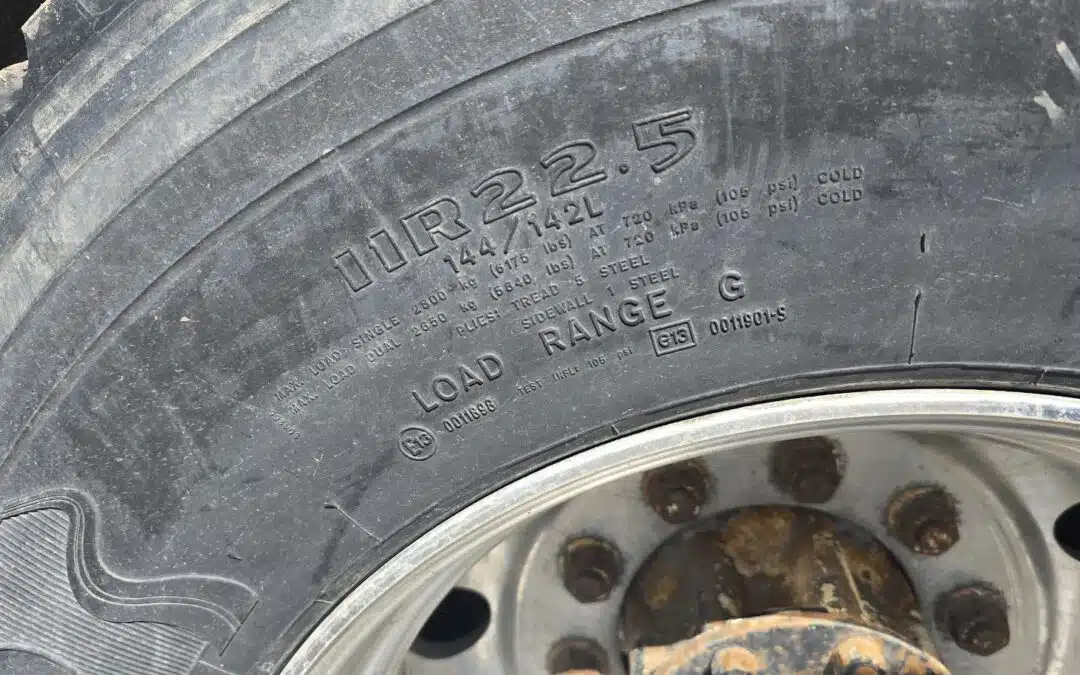 11R22.5
144/142L
MAX. LOAD SINGLE 2800 kg (6175 lbs) AT 720 kPa (105 psi) COLD
MAX. LOAD DUAL 2650 kg (5840 lbs) AT 720 kPa (105 psi) COLD
PLIES: TREAD 5 STEEL
SIDEWALL 1 STEEL
LOAD RANGE G
E13 0011898 TEST INFL. 105 psi e13 0011901-S